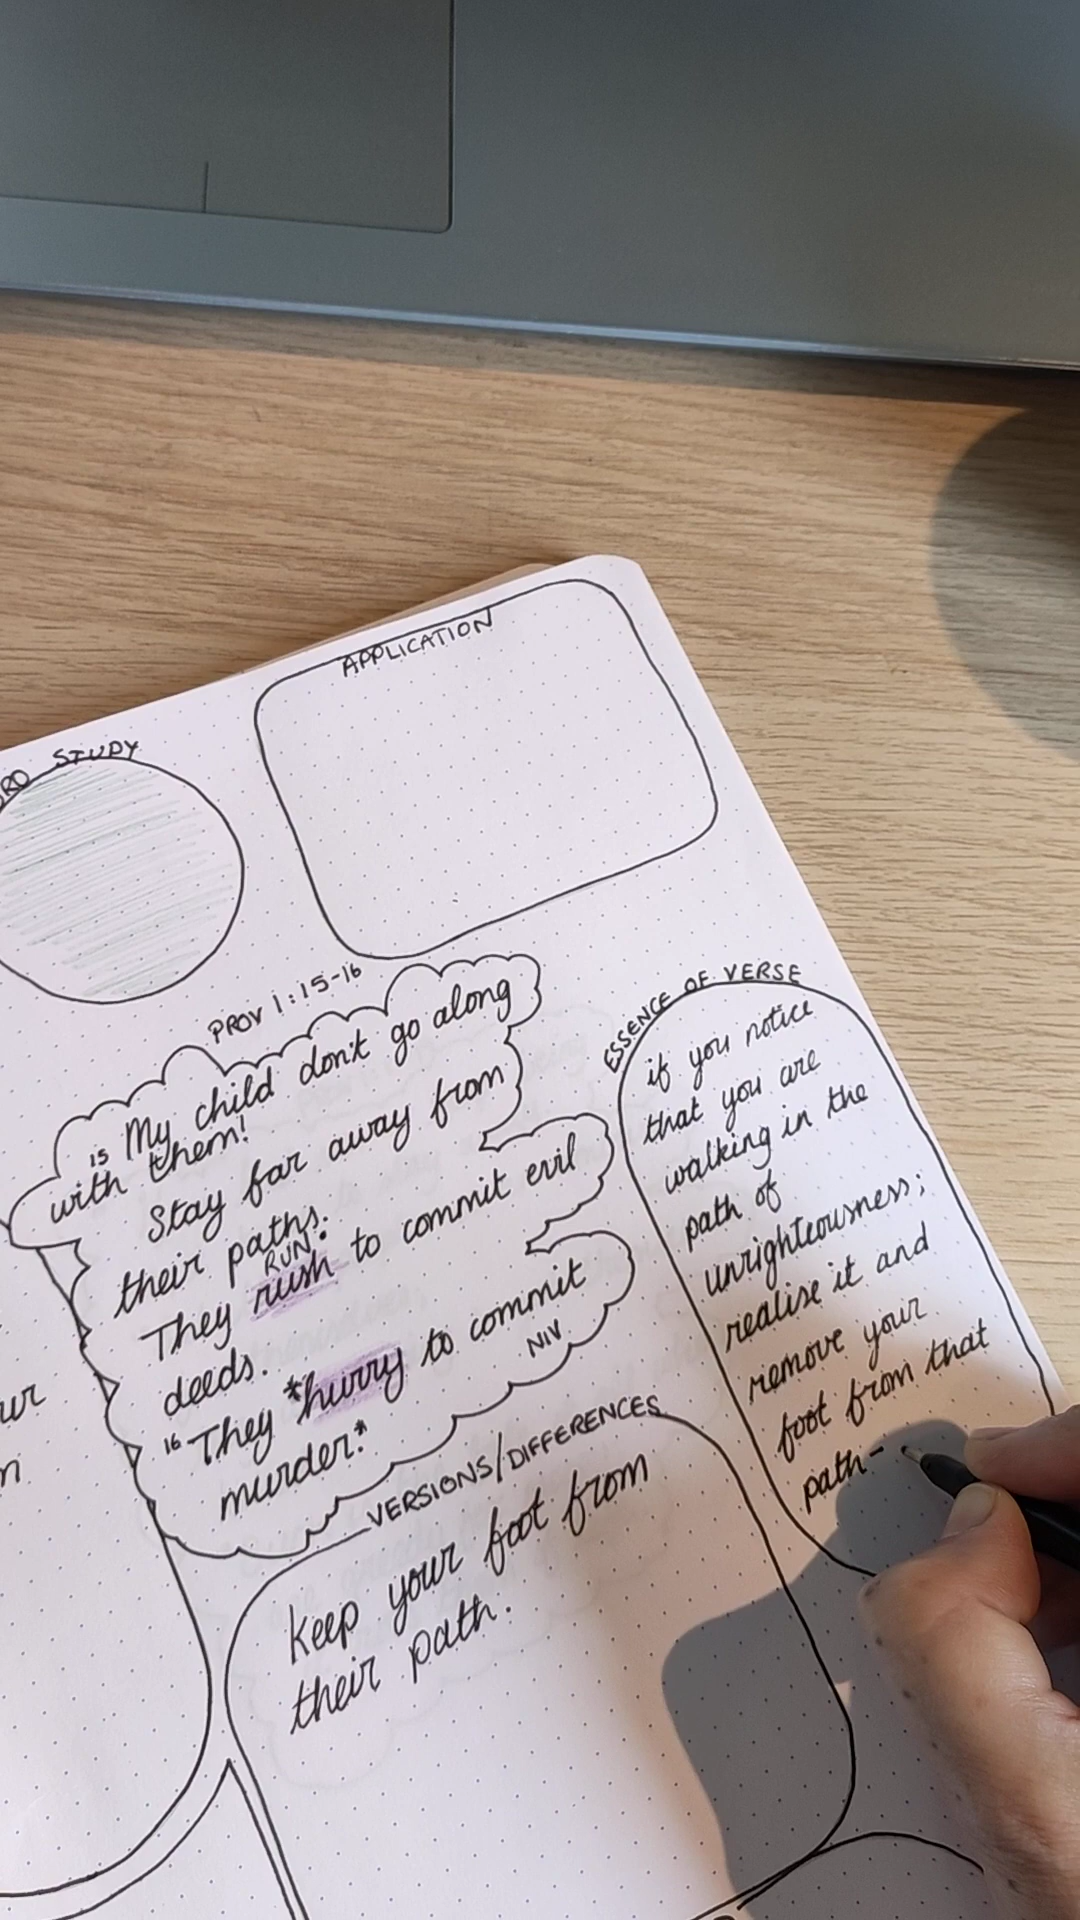 APPLICATION
STUDY
PROV 1:15-16
15 My child don't go along
with them!
Stay far away from
their paths.
RUN.
They rush to commit evil
deeds.
16 They *hurry to commit
murder.*
NIV
ESSENCE OF VERSE
if you notice
that you are
walking in the
path of
unrighteousness;
realise it and
remove your
foot from that
path-
VERSIONS/DIFFERENCES
Keep your foot from
their path.